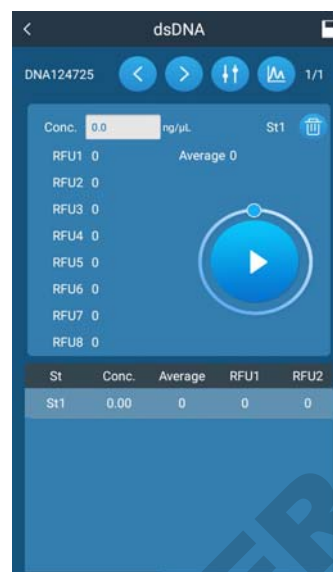 dsDNA
DNA124725 1/1
Conc. 0.0 ng/µL St1
RFU1 0 Average 0
RFU2 0
RFU3 0
RFU4 0
RFU5 0
RFU6 0
RFU7 0
RFU8 0
St Conc. Average RFU1 RFU2
St1 0.00 0 0 0